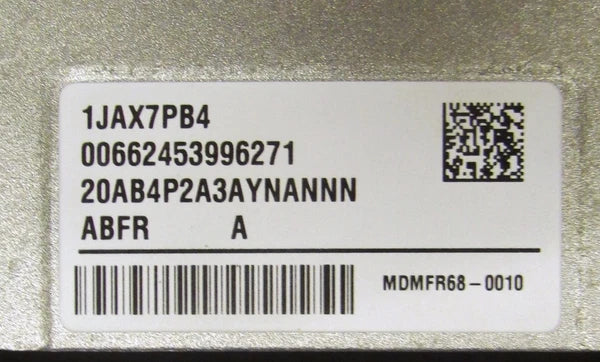 1JAX7PB4
00662453996271
20AB4P2A3AYNANNN
ABFR A
MDMFR68-0010